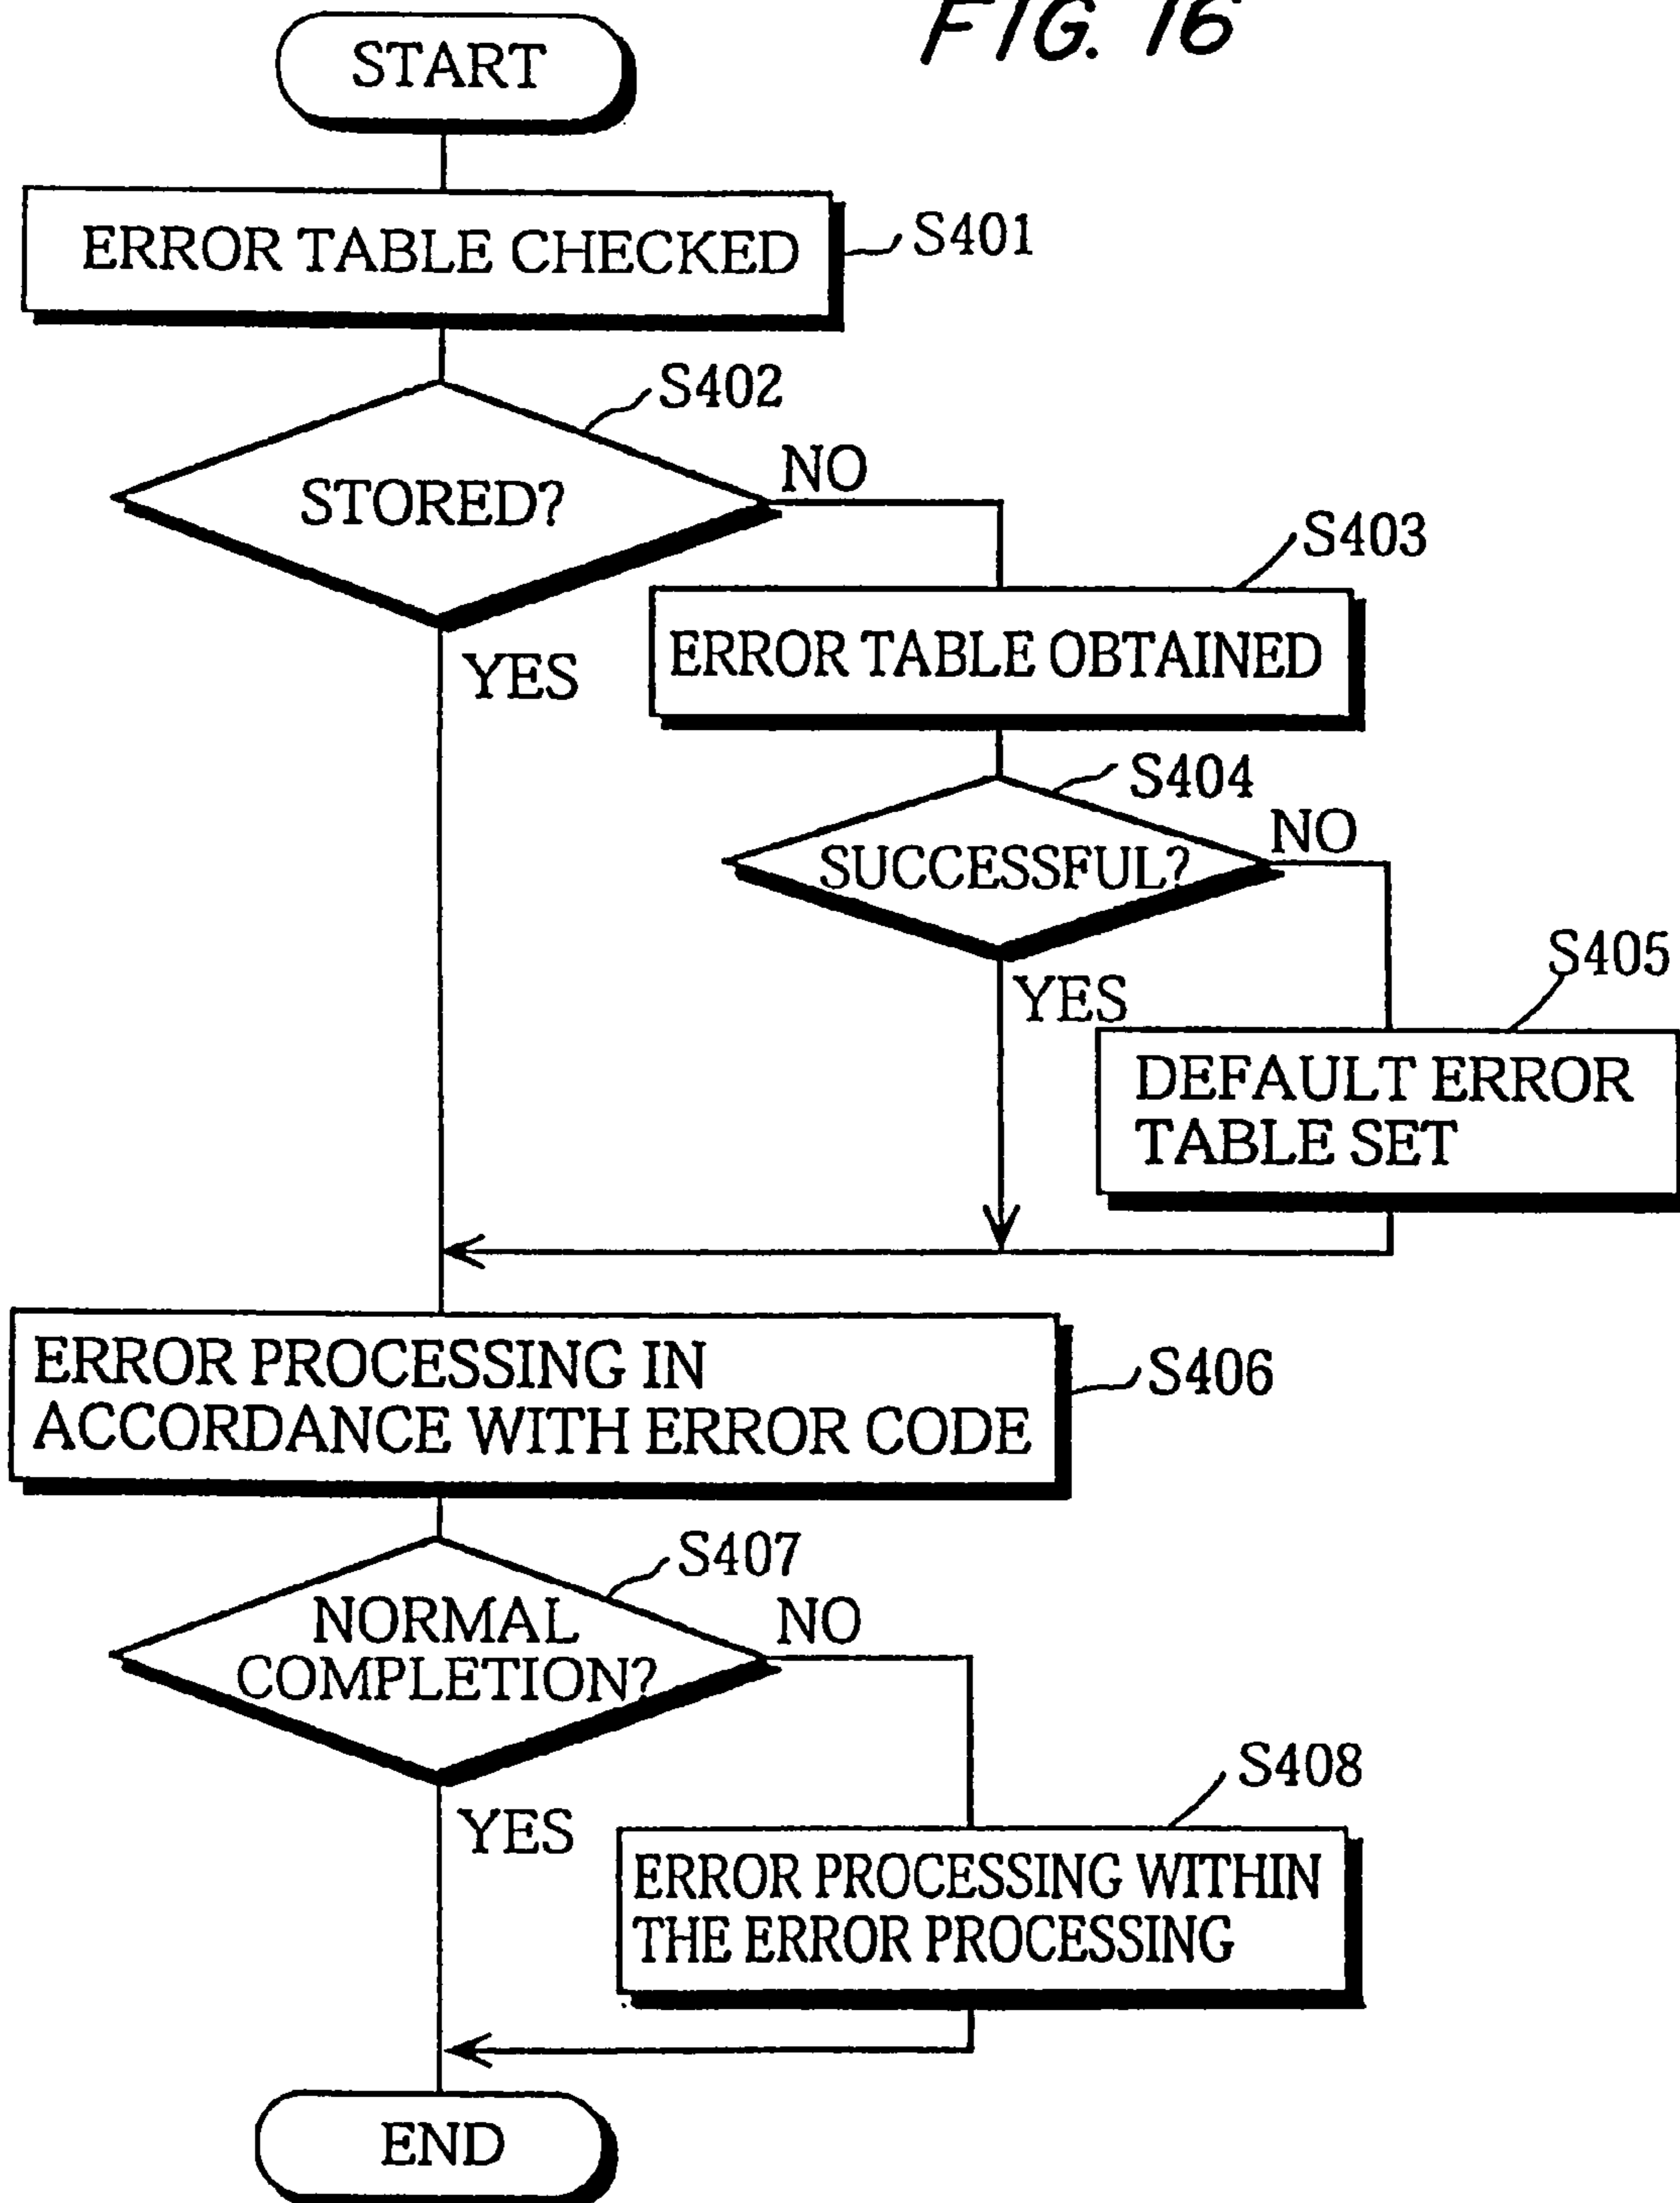 FIG. 16
START
ERROR TABLE CHECKED
S401
S402
STORED?
NO
YES
S403
ERROR TABLE OBTAINED
S404
SUCCESSFUL?
NO
YES
S405
DEFAULT ERROR
TABLE SET
ERROR PROCESSING IN
ACCORDANCE WITH ERROR CODE
S406
S407
NORMAL
COMPLETION?
NO
YES
S408
ERROR PROCESSING WITHIN
THE ERROR PROCESSING
END